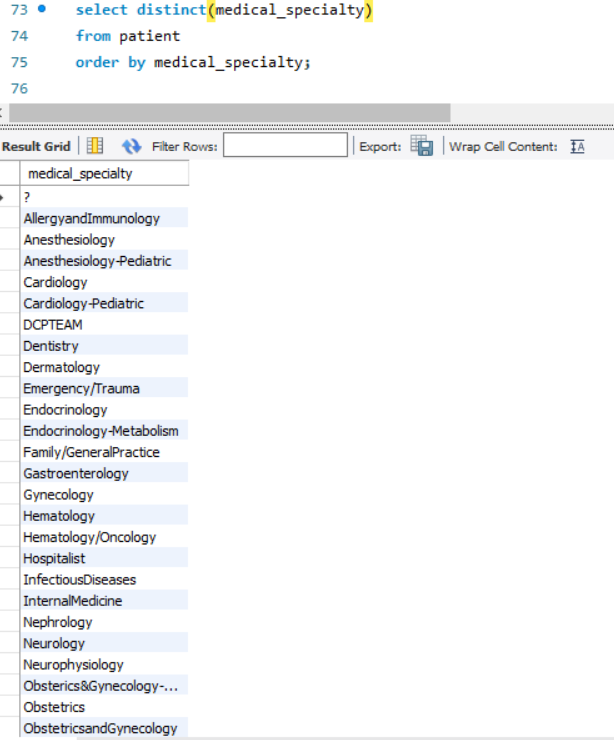 73 select distinct(medical_specialty)
74 from patient
75 order by medical_specialty;
76
Result Grid Filter Rows: Export: Wrap Cell Content: IA
medical_specialty
?
AllergyandImmunology
Anesthesiology
Anesthesiology-Pediatric
Cardiology
Cardiology-Pediatric
DCPTEAM
Dentistry
Dermatology
Emergency/Trauma
Endocrinology
Endocrinology-Metabolism
Family/GeneralPractice
Gastroenterology
Gynecology
Hematology
Hematology/Oncology
Hospitalist
InfectiousDiseases
InternalMedicine
Nephrology
Neurology
Neurophysiology
Obsterics&Gynecology-...
Obstetrics
ObstetricsandGynecology